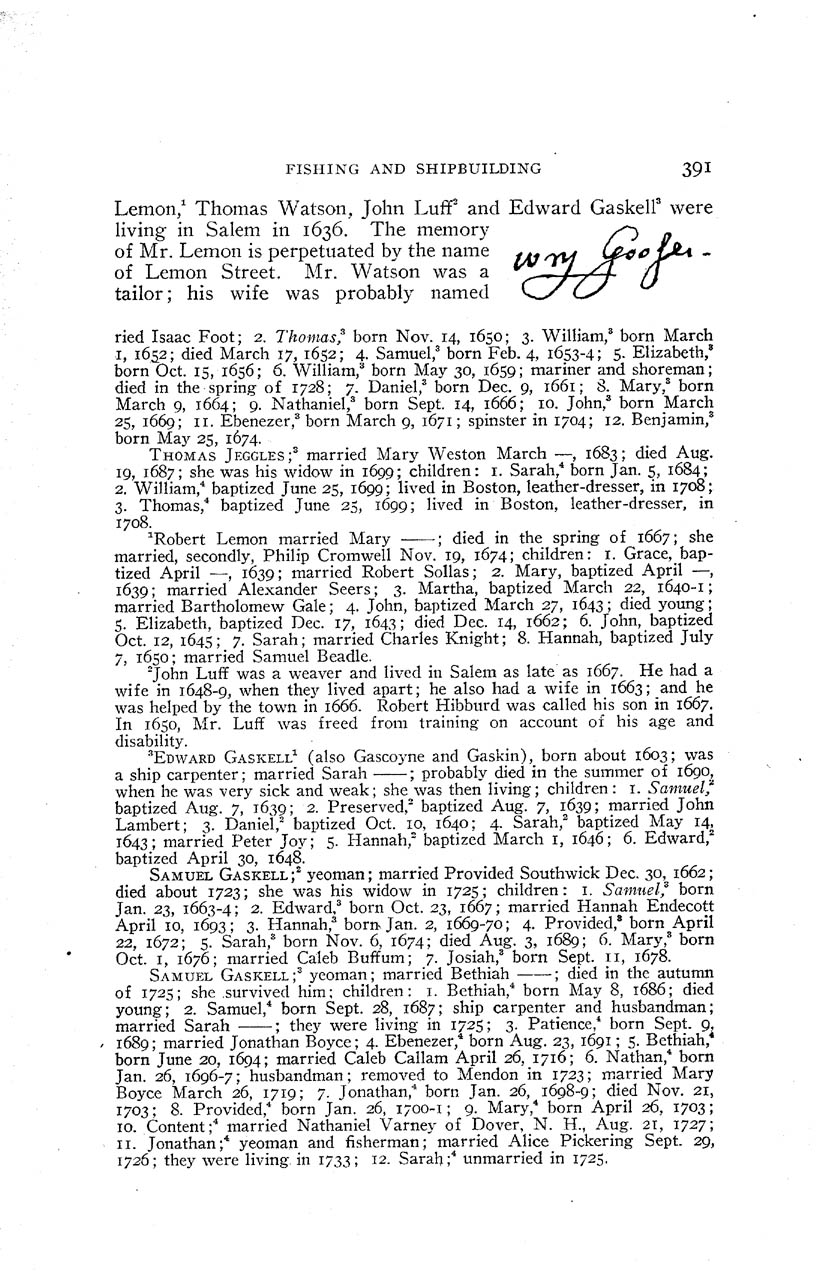 FISHING AND SHIPBUILDING 391
Lemon,¹ Thomas Watson, John Luff² and Edward Gaskell³ were
living in Salem in 1636. The memory
of Mr. Lemon is perpetuated by the name
of Lemon Street. Mr. Watson was a
tailor; his wife was probably named
ried Isaac Foot; 2. Thomas,³ born Nov. 14, 1650; 3. William,³ born March
1, 1652; died March 17, 1652; 4. Samuel,³ born Feb. 4, 1653-4; 5. Elizabeth,³
born Oct. 15, 1656; 6. William,³ born May 30, 1659; mariner and shoreman;
died in the spring of 1728; 7. Daniel,³ born Dec. 9, 1661; 8. Mary,³ born
March 9, 1664; 9. Nathaniel,³ born Sept. 14, 1666; 10. John,³ born March
25, 1669; 11. Ebenezer,³ born March 9, 1671; spinster in 1704; 12. Benjamin,³
born May 25, 1674.
THOMAS JEGGLES;³ married Mary Weston March —, 1683; died Aug.
19, 1687; she was his widow in 1699; children: 1. Sarah,⁴ born Jan. 5, 1684;
2. William,⁴ baptized June 25, 1699; lived in Boston, leather-dresser, in 1708;
3. Thomas,⁴ baptized June 25, 1699; lived in Boston, leather-dresser, in
1708.
¹Robert Lemon married Mary ——; died in the spring of 1667; she
married, secondly, Philip Cromwell Nov. 19, 1674; children: 1. Grace, bap-
tized April —, 1639; married Robert Sollas; 2. Mary, baptized April —,
1639; married Alexander Seers; 3. Martha, baptized March 22, 1640-1;
married Bartholomew Gale; 4. John, baptized March 27, 1643; died young;
5. Elizabeth, baptized Dec. 17, 1643; died Dec. 14, 1662; 6. John, baptized
Oct. 12, 1645; 7. Sarah; married Charles Knight; 8. Hannah, baptized July
7, 1650; married Samuel Beadle.
²John Luff was a weaver and lived in Salem as late as 1667. He had a
wife in 1648-9, when they lived apart; he also had a wife in 1663; and he
was helped by the town in 1666. Robert Hibburd was called his son in 1667.
In 1650, Mr. Luff was freed from training on account of his age and
disability.
³EDWARD GASKELL¹ (also Gascoyne and Gaskin), born about 1603; was
a ship carpenter; married Sarah ——; probably died in the summer of 1690,
when he was very sick and weak; she was then living; children: 1. Samuel,²
baptized Aug. 7, 1639; 2. Preserved,² baptized Aug. 7, 1639; married John
Lambert; 3. Daniel,² baptized Oct. 10, 1640; 4. Sarah,² baptized May 14,
1643; married Peter Joy; 5. Hannah,² baptized March 1, 1646; 6. Edward,²
baptized April 30, 1648.
SAMUEL GASKELL;² yeoman; married Provided Southwick Dec. 30, 1662;
died about 1723; she was his widow in 1725; children: 1. Samuel,³ born
Jan. 23, 1663-4; 2. Edward,³ born Oct. 23, 1667; married Hannah Endecott
April 10, 1693; 3. Hannah,³ born Jan. 2, 1669-70; 4. Provided,³ born April
22, 1672; 5. Sarah,³ born Nov. 6, 1674; died Aug. 3, 1689; 6. Mary,³ born
Oct. 1, 1676; married Caleb Buffum; 7. Josiah,³ born Sept. 11, 1678.
SAMUEL GASKELL;³ yeoman; married Bethiah ——; died in the autumn
of 1725; she survived him; children: 1. Bethiah,⁴ born May 8, 1686; died
young; 2. Samuel,⁴ born Sept. 28, 1687; ship carpenter and husbandman;
married Sarah ——; they were living in 1725; 3. Patience,⁴ born Sept. 9,
1689; married Jonathan Boyce; 4. Ebenezer,⁴ born Aug. 23, 1691; 5. Bethiah,⁴
born June 20, 1694; married Caleb Callam April 26, 1716; 6. Nathan,⁴ born
Jan. 26, 1696-7; husbandman; removed to Mendon in 1723; married Mary
Boyce March 26, 1719; 7. Jonathan,⁴ born Jan. 26, 1698-9; died Nov. 21,
1703; 8. Provided,⁴ born Jan. 26, 1700-1; 9. Mary,⁴ born April 26, 1703;
10. Content;⁴ married Nathaniel Varney of Dover, N. H., Aug. 21, 1727;
11. Jonathan;⁴ yeoman and fisherman; married Alice Pickering Sept. 29,
1726; they were living in 1733; 12. Sarah;⁴ unmarried in 1725.